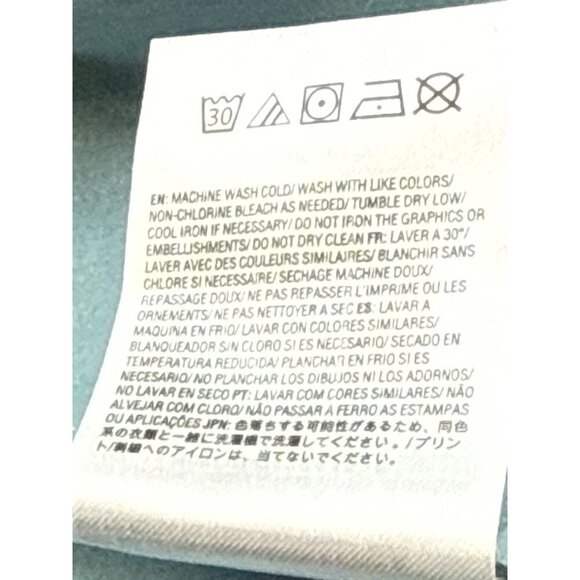 30
EN: MACHINE WASH COLD/ WASH WITH LIKE COLORS/
NON-CHLORINE BLEACH AS NEEDED/ TUMBLE DRY LOW/
COOL IRON IF NECESSARY/ DO NOT IRON THE GRAPHICS OR
EMBELLISHMENTS/ DO NOT DRY CLEAN FR: LAVER A 30°/
LAVER AVEC DES COULEURS SIMILAIRES/ BLANCHIR SANS
CHLORE SI NECESSAIRE/ SECHAGE MACHINE DOUX/
REPASSAGE DOUX/ NE PAS REPASSER L'IMPRIME OU LES
ORNEMENTS/ NE PAS NETTOYER A SEC ES: LAVAR A
MAQUINA EN FRIO/ LAVAR CON COLORES SIMILARES/
BLANQUEADOR SIN CLORO SI ES NECESARIO/ SECADO EN
TEMPERATURA REDUCIDA/ PLANCHAR EN FRIO SI ES
NECESARIO/ NO PLANCHAR LOS DIBUJOS NI LOS ADORNOS/
NO LAVAR EN SECO PT: LAVAR COM CORES SIMILARES/ NÃO
ALVEJAR COM CLORO/ NÃO PASSAR A FERRO AS ESTAMPAS
OU APLICAÇÕES JPN: 色落ちする可能性があるため、同色
系の衣類と一緒に洗濯機で洗濯してください。/プリン
ト/刺繍へのアイロンは、当てないでください。